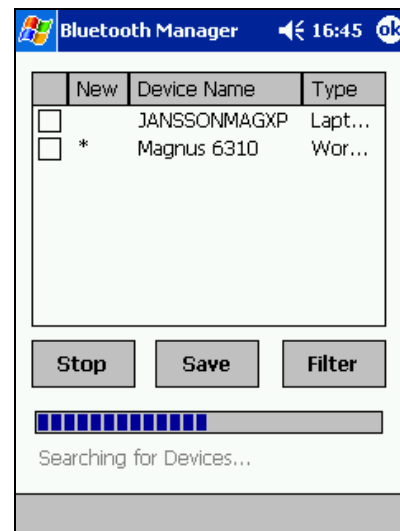 Bluetooth Manager 16:45 ok
New Device Name Type
JANSSONMAGXP Lapt...
* Magnus 6310 Wor...
Stop Save Filter
Searching for Devices...